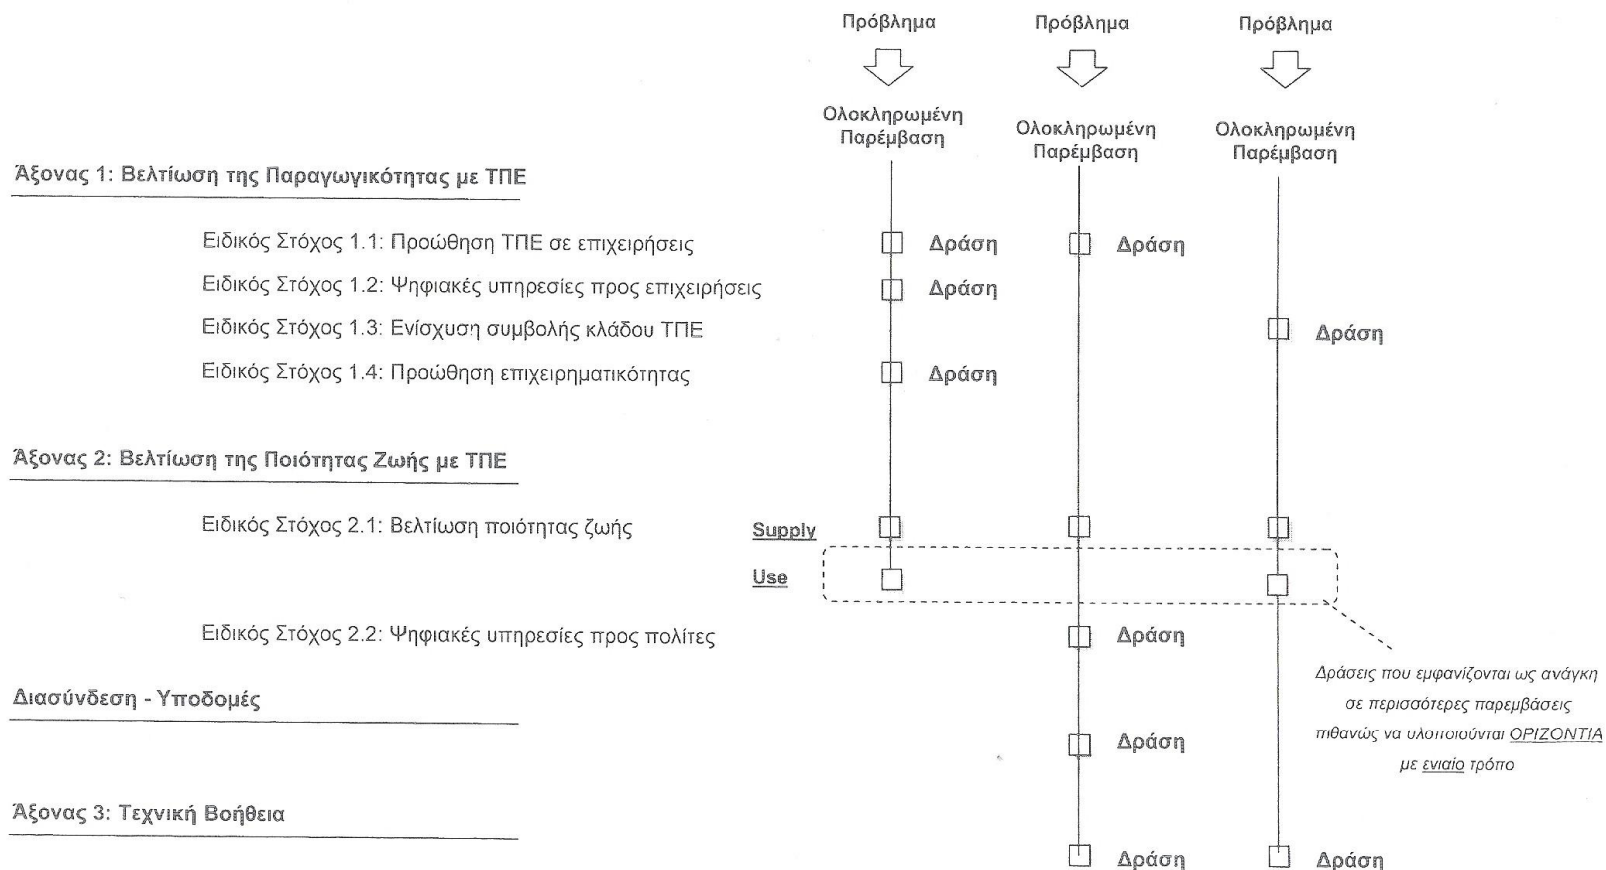 Πρόβλημα Πρόβλημα Πρόβλημα
Ολοκληρωμένη
Παρέμβαση
Ολοκληρωμένη
Παρέμβαση
Ολοκληρωμένη
Παρέμβαση
Άξονας 1: Βελτίωση της Παραγωγικότητας με ΤΠΕ
Ειδικός Στόχος 1.1: Προώθηση ΤΠΕ σε επιχειρήσεις Δράση Δράση
Ειδικός Στόχος 1.2: Ψηφιακές υπηρεσίες προς επιχειρήσεις Δράση
Ειδικός Στόχος 1.3: Ενίσχυση συμβολής κλάδου ΤΠΕ Δράση
Ειδικός Στόχος 1.4: Προώθηση επιχειρηματικότητας Δράση
Άξονας 2: Βελτίωση της Ποιότητας Ζωής με ΤΠΕ
Ειδικός Στόχος 2.1: Βελτίωση ποιότητας ζωής Supply
Use
Ειδικός Στόχος 2.2: Ψηφιακές υπηρεσίες προς πολίτες Δράση
Δράσεις που εμφανίζονται ως ανάγκη
σε περισσότερες παρεμβάσεις
πιθανώς να υλοποιούνται ΟΡΙΖΟΝΤΙΑ
με ενιαίο τρόπο
Διασύνδεση - Υποδομές
Δράση
Άξονας 3: Τεχνική Βοήθεια
Δράση Δράση